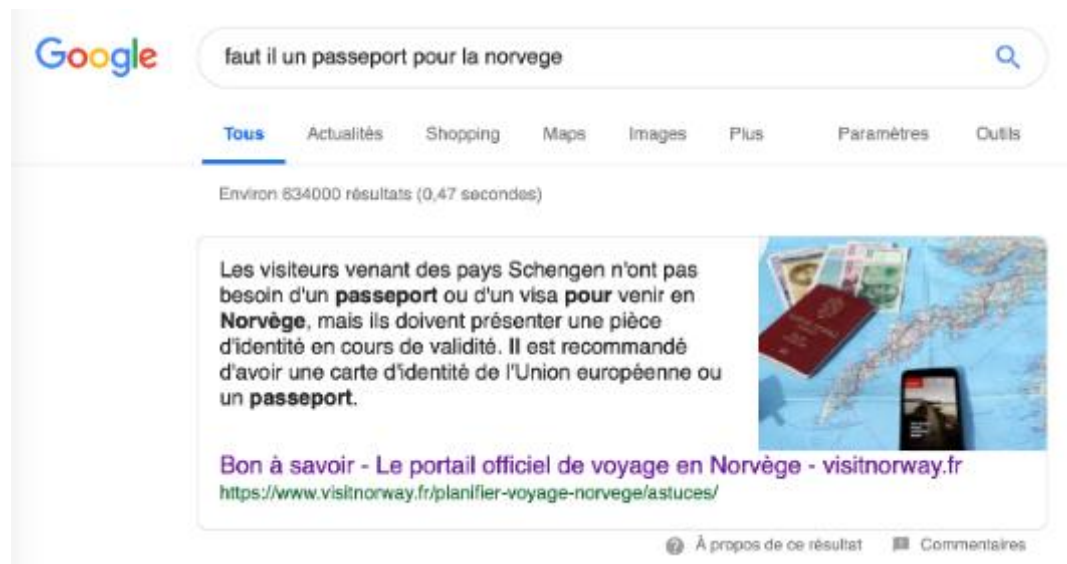 Google
faut il un passeport pour la norvege
Tous Actualités Shopping Maps Images Plus Paramètres Outils
Environ 634000 résultats (0,47 secondes)
Les visiteurs venant des pays Schengen n'ont pas
besoin d'un passeport ou d'un visa pour venir en
Norvège, mais ils doivent présenter une pièce
d'identité en cours de validité. Il est recommandé
d'avoir une carte d'identité de l'Union européenne ou
un passeport.
Bon à savoir - Le portail officiel de voyage en Norvège - visitnorway.fr
https://www.visitnorway.fr/planifier-voyage-norvege/astuces/
À propos de ce résultat Commentaires